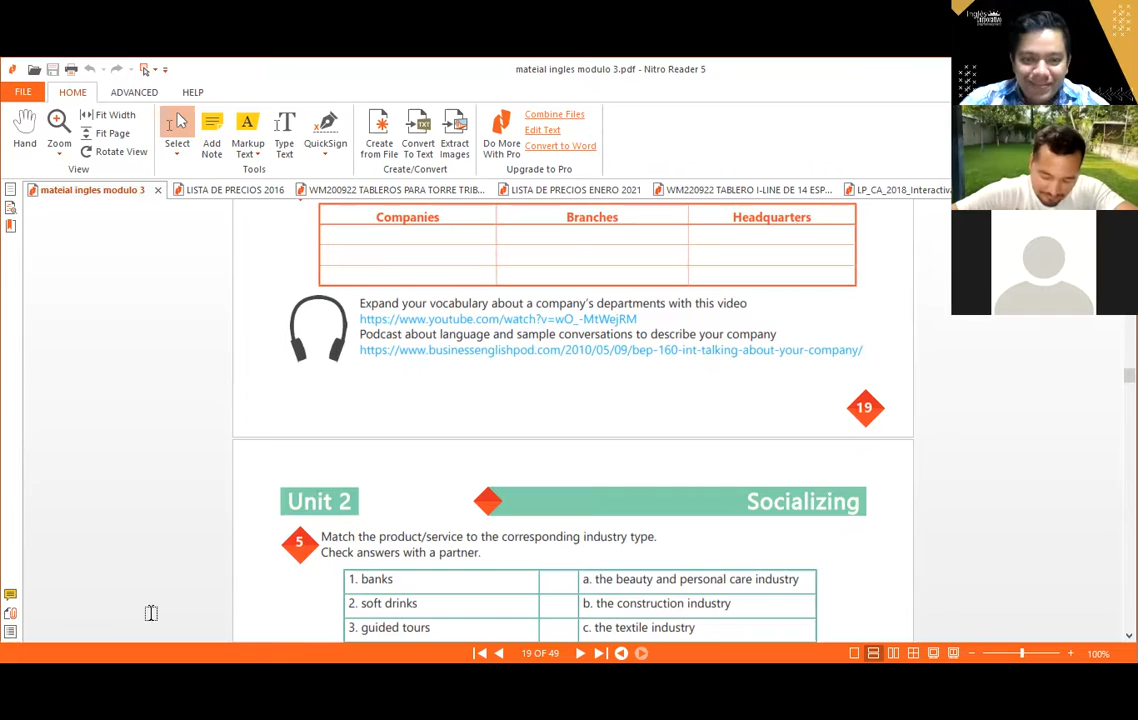 Inglés
Corporativo
mateial ingles modulo 3.pdf - Nitro Reader 5
FILE HOME ADVANCED HELP
Hand
Zoom
Fit Width
Fit Page
Rotate View
View
Select
Add Note
Markup Text
Type Text
QuickSign
Tools
Create from File
Convert To Text
Extract Images
Create/Convert
Do More With Pro
Combine Files
Edit Text
Convert to Word
Upgrade to Pro
mateial ingles modulo 3 × LISTA DE PRECIOS 2016 WM200922 TABLEROS PARA TORRE TRIB... LISTA DE PRECIOS ENERO 2021 WM220922 TABLERO I-LINE DE 14 ESP... LP_CA_2018_Interactiva
Companies Branches Headquarters
Expand your vocabulary about a company's departments with this video
https://www.youtube.com/watch?v=wO_-MtWejRM
Podcast about language and sample conversations to describe your company
https://www.businessenglishpod.com/2010/05/09/bep-160-int-talking-about-your-company/
19
Unit 2 Socializing
5 Match the product/service to the corresponding industry type.
Check answers with a partner.
1. banks a. the beauty and personal care industry
2. soft drinks b. the construction industry
3. guided tours c. the textile industry
19 OF 49 100%